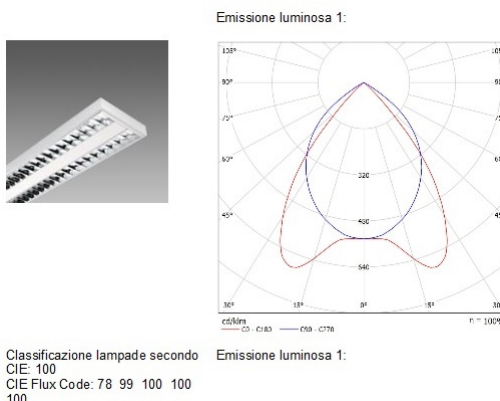 Emissione luminosa 1:
105°
105
90°
90
75°
75
60°
60
45°
45
320
480
640
30°
15°
0°
15°
30
cd/klm
η = 100%
C0 - C180
C90 - C270
Classificazione lampade secondo
CIE: 100
CIE Flux Code: 78 99 100 100
100
Emissione luminosa 1: